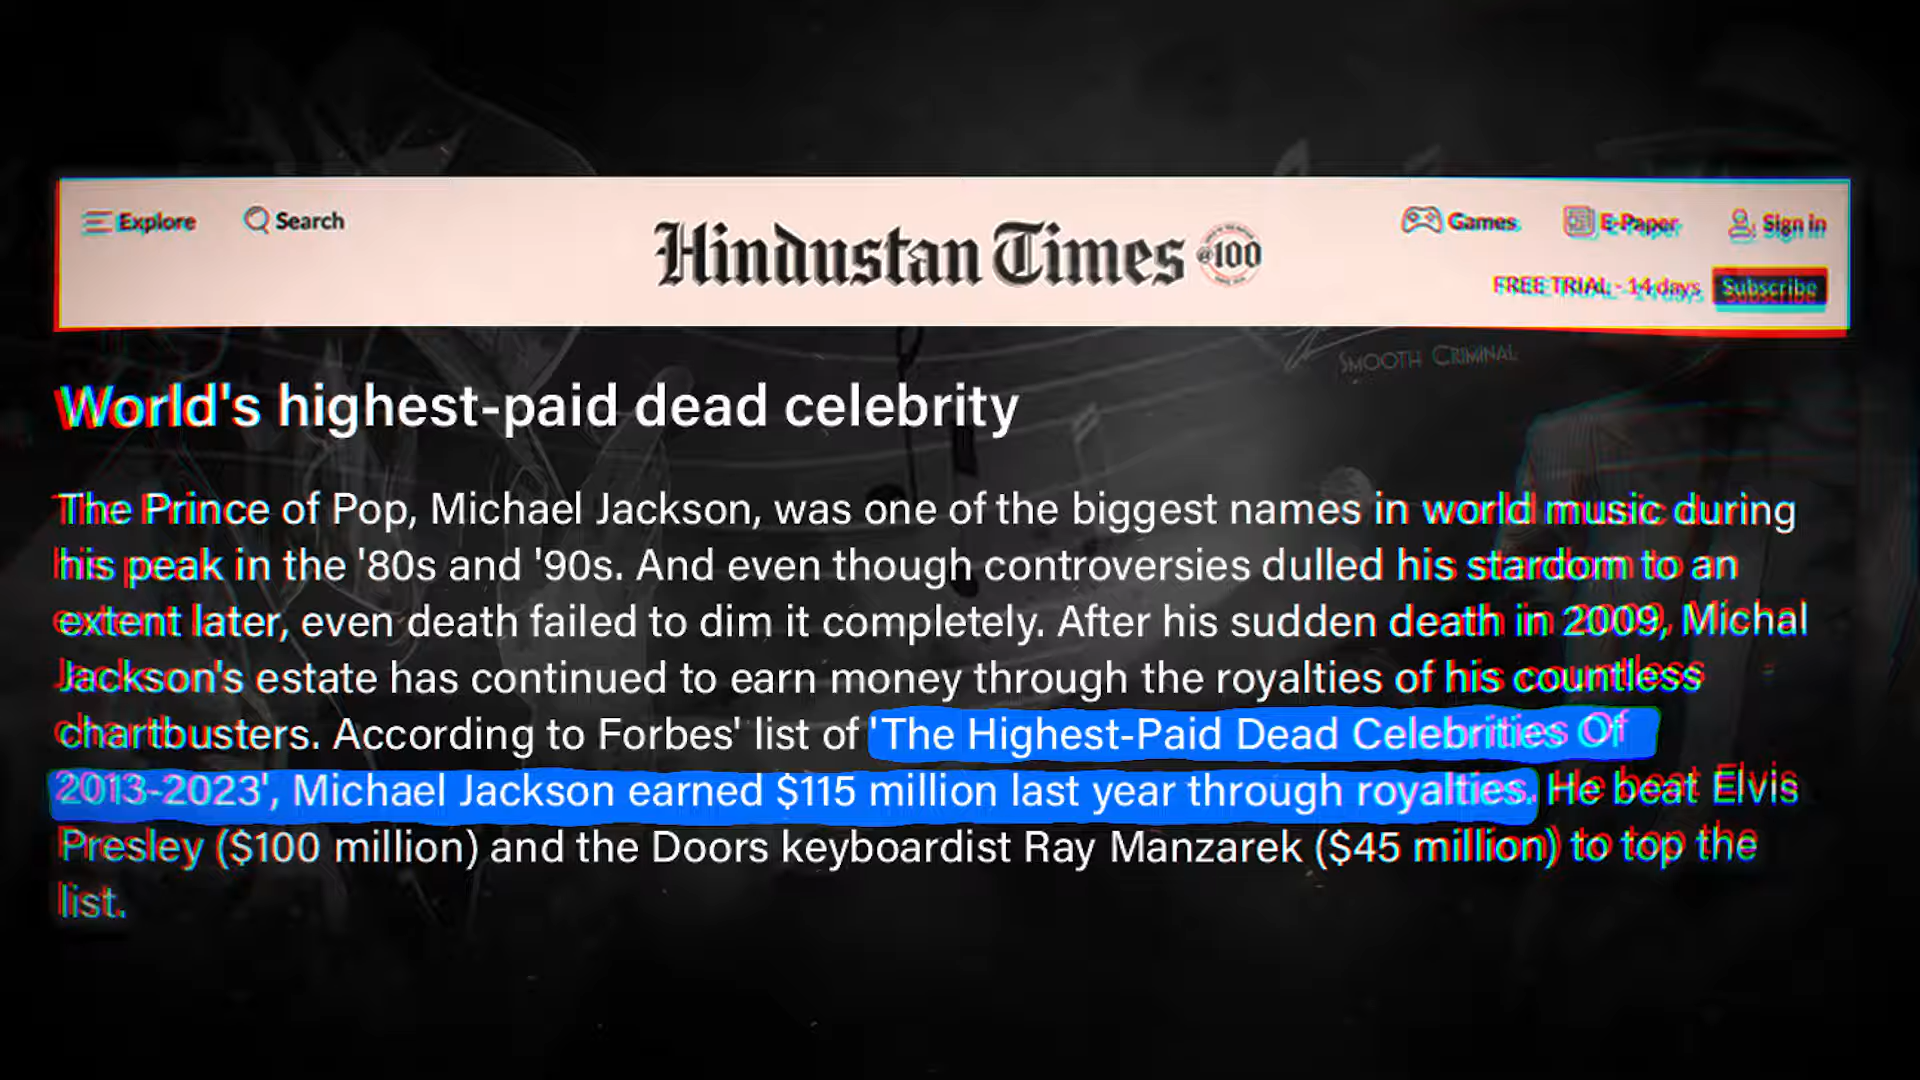 Explore
Search
Hindustan Times @100
Games
E-Paper
Sign in
FREE TRIAL - 14 days
Subscribe
SMOOTH CRIMINAL
World's highest-paid dead celebrity
The Prince of Pop, Michael Jackson, was one of the biggest names in world music during
his peak in the '80s and '90s. And even though controversies dulled his stardom to an
extent later, even death failed to dim it completely. After his sudden death in 2009, Michal
Jackson's estate has continued to earn money through the royalties of his countless
chartbusters. According to Forbes' list of 'The Highest-Paid Dead Celebrities Of
2013-2023', Michael Jackson earned $115 million last year through royalties. He beat Elvis
Presley ($100 million) and the Doors keyboardist Ray Manzarek ($45 million) to top the
list.